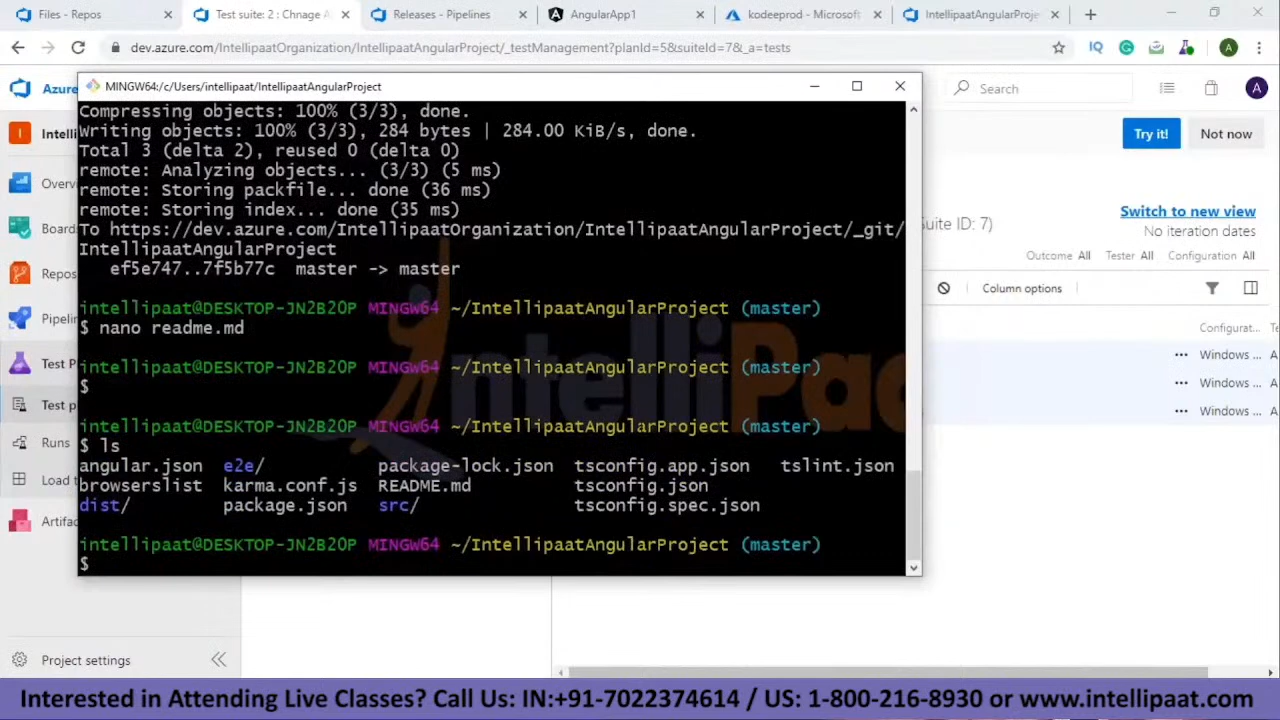 Files - Repos
Test suite: 2 : Chnage A
Releases - Pipelines
AngularApp1
kodeeprod - Microsoft
IntellipaatAngularProje
dev.azure.com/IntellipaatOrganization/IntellipaatAngularProject/_testManagement?planId=5&suiteId=7&_a=tests
IQ
A
MINGW64:/c/Users/intellipaat/IntellipaatAngularProject
Azure
Search
A
I
Intelli
Try it!
Not now
Overv
Board
Repos
Pipelin
Test P
Test p
Runs
Load t
Artifac
Project settings
Compressing objects: 100% (3/3), done.
Writing objects: 100% (3/3), 284 bytes | 284.00 KiB/s, done.
Total 3 (delta 2), reused 0 (delta 0)
remote: Analyzing objects... (3/3) (5 ms)
remote: Storing packfile... done (36 ms)
remote: Storing index... done (35 ms)
To https://dev.azure.com/IntellipaatOrganization/IntellipaatAngularProject/_git/
IntellipaatAngularProject
ef5e747..7f5b77c master -> master
intellipaat@DESKTOP-JN2B2OP MINGW64 ~/IntellipaatAngularProject (master)
$ nano readme.md
intellipaat@DESKTOP-JN2B2OP MINGW64 ~/IntellipaatAngularProject (master)
$
intellipaat@DESKTOP-JN2B2OP MINGW64 ~/IntellipaatAngularProject (master)
$ ls
angular.json e2e/ package-lock.json tsconfig.app.json tslint.json
browserslist karma.conf.js README.md tsconfig.json
dist/ package.json src/ tsconfig.spec.json
intellipaat@DESKTOP-JN2B2OP MINGW64 ~/IntellipaatAngularProject (master)
$
IntelliPaa
Switch to new view
uite ID: 7)
No iteration dates
Outcome All Tester All Configuration All
Column options
Configurat...
Windows ... A
Windows ... A
Windows ... A
Interested in Attending Live Classes? Call Us: IN:+91-7022374614 / US: 1-800-216-8930 or www.intellipaat.com